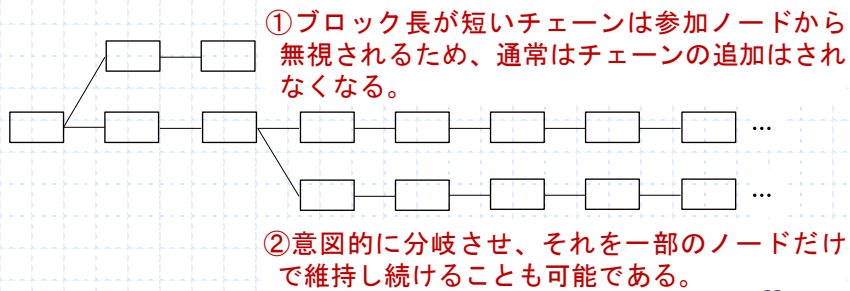 ①ブロック長が短いチェーンは参加ノードから
無視されるため、通常はチェーンの追加はされ
なくなる。
...
...
②意図的に分岐させ、それを一部のノードだけ
で維持し続けることも可能である。